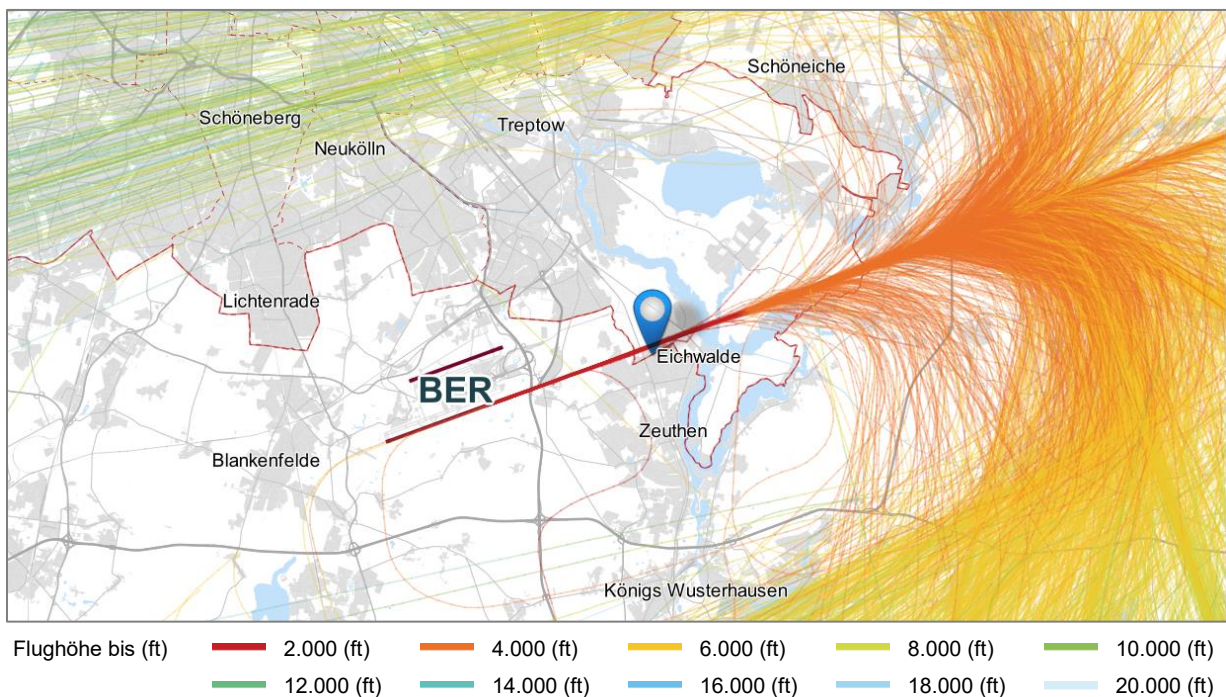 Schöneiche
Schöneberg
Treptow
Neukölln
Lichtenrade
Eichwalde
BER
Zeuthen
Blankenfelde
Königs Wusterhausen
Flughöhe bis (ft) 2.000 (ft) 4.000 (ft) 6.000 (ft) 8.000 (ft) 10.000 (ft)
12.000 (ft) 14.000 (ft) 16.000 (ft) 18.000 (ft) 20.000 (ft)